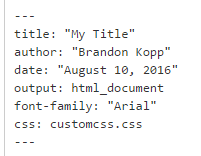 ---
title: "My Title"
author: "Brandon Kopp"
date: "August 10, 2016"
output: html_document
font-family: "Arial"
css: customcss.css
---